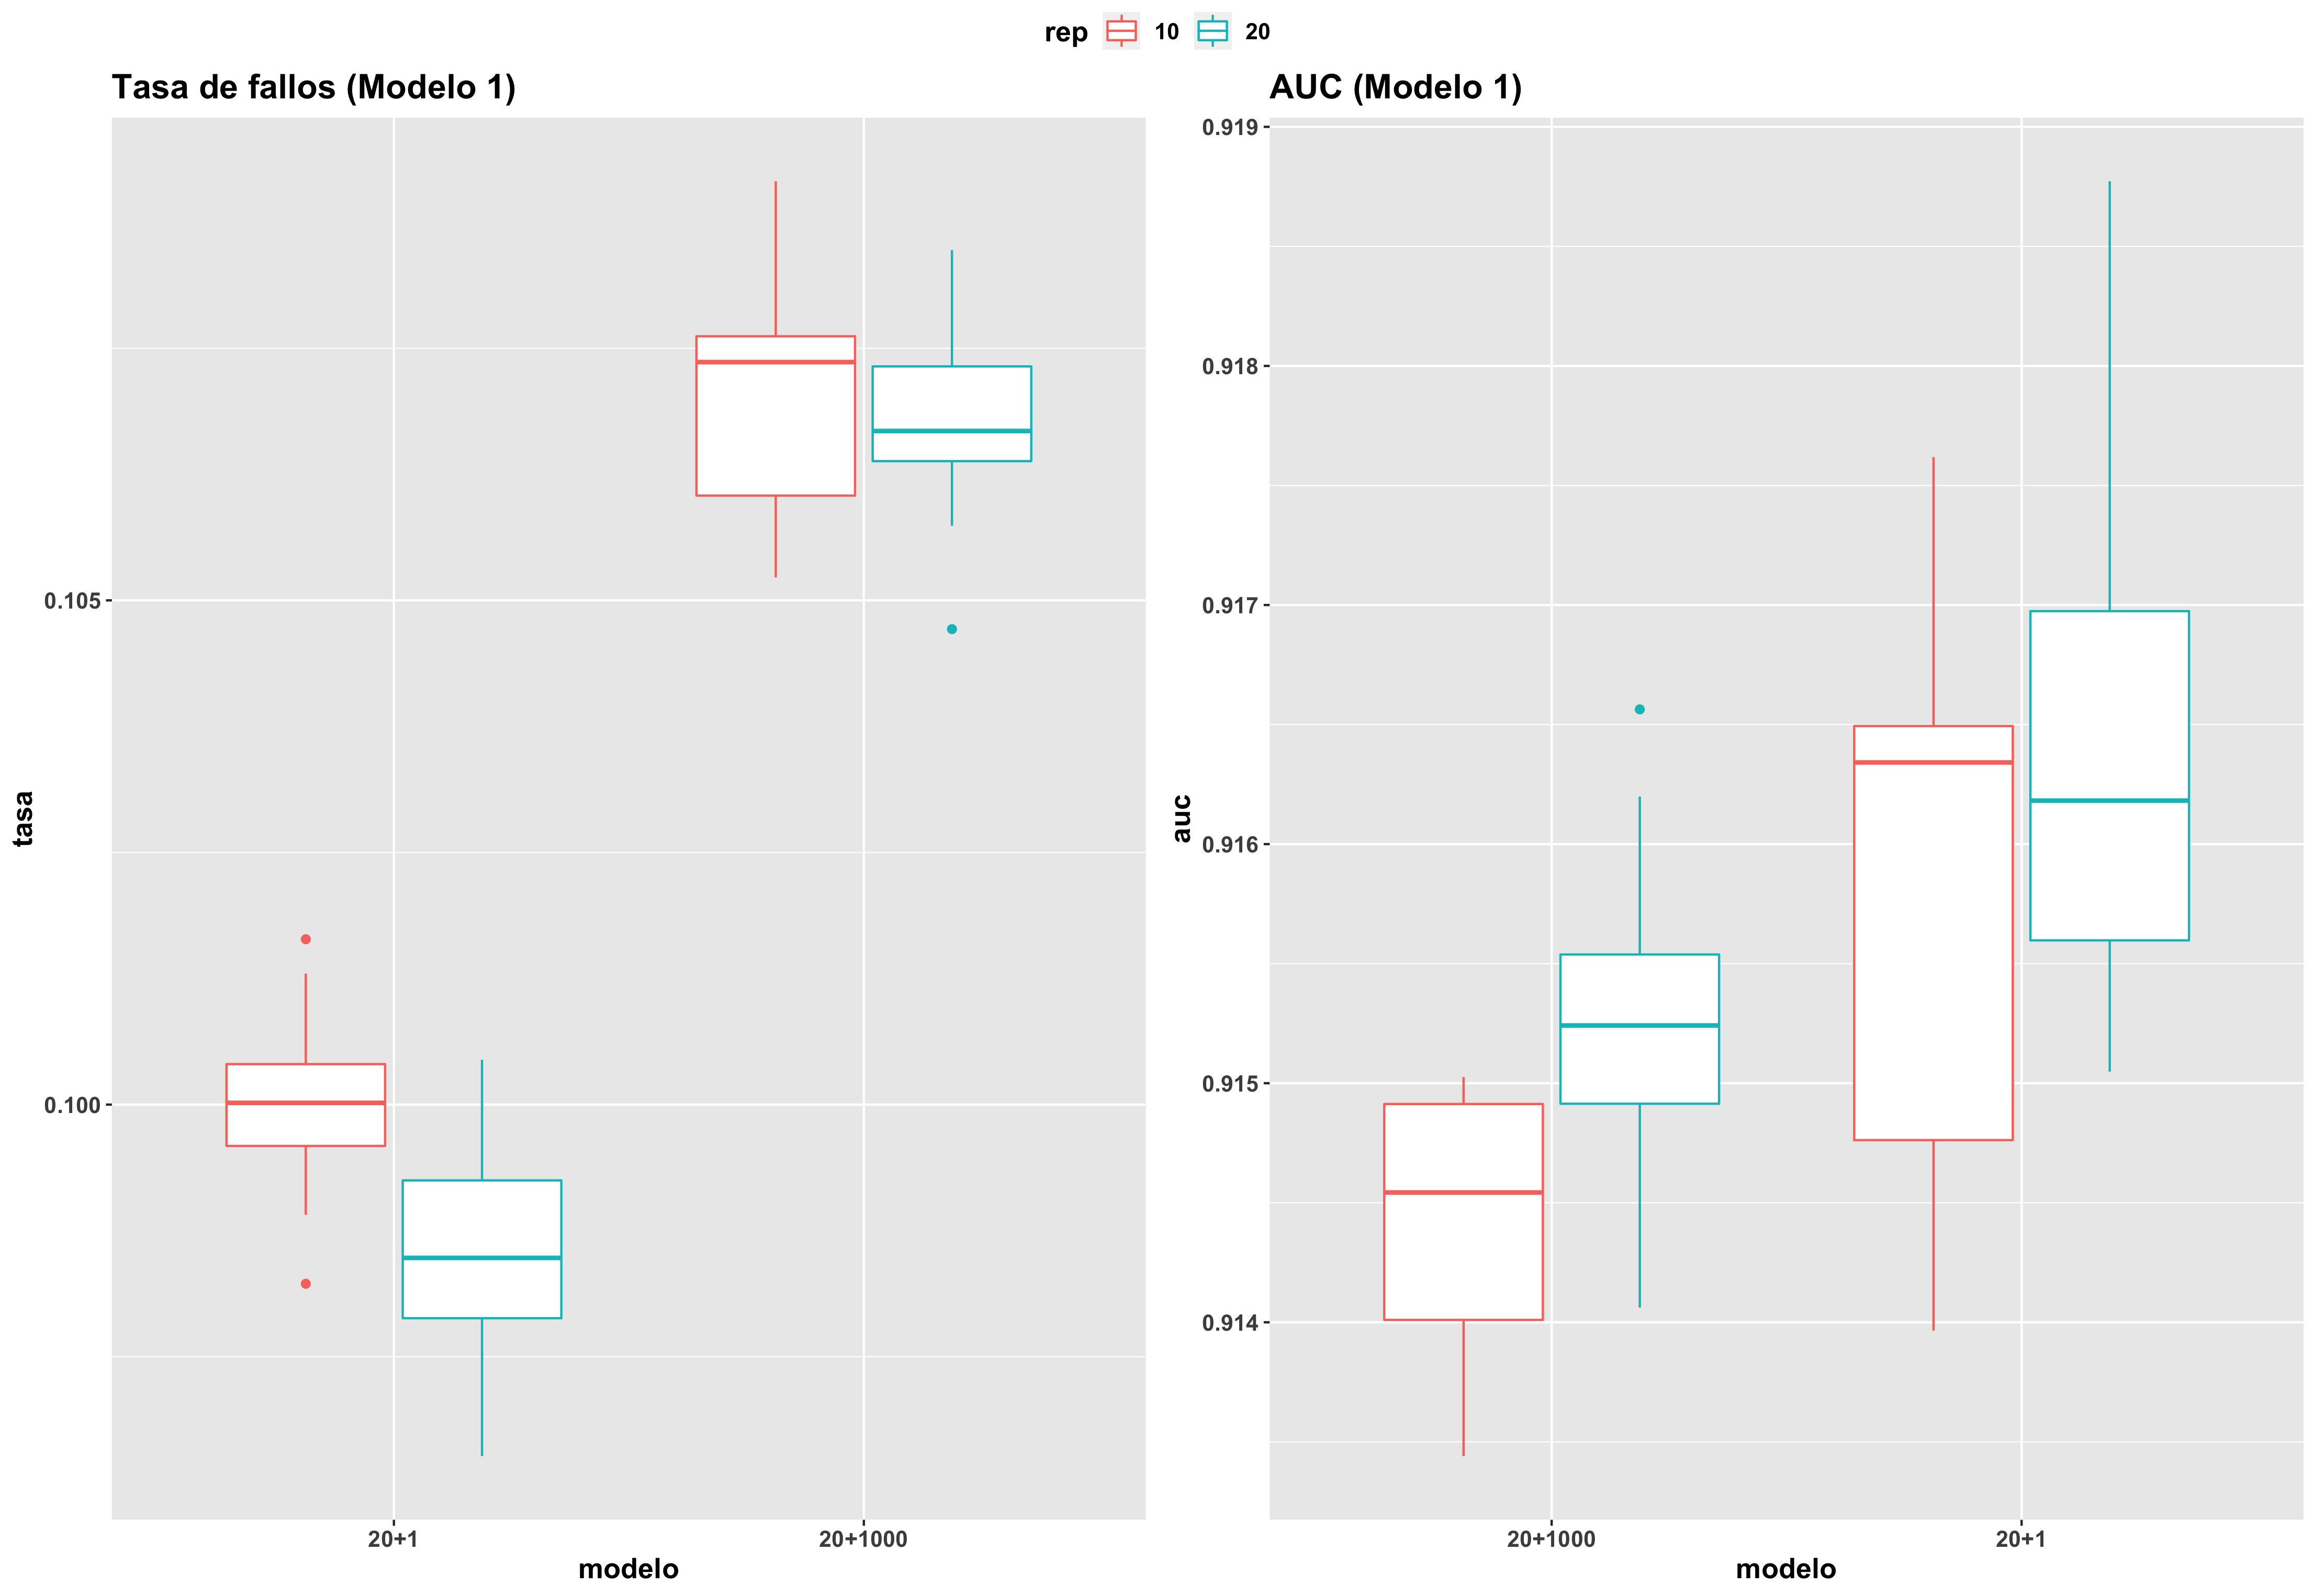 rep 10 20
Tasa de fallos (Modelo 1)
tasa
0.105
0.100
20+1 20+1000
modelo
AUC (Modelo 1)
auc
0.919
0.918
0.917
0.916
0.915
0.914
20+1000 20+1
modelo